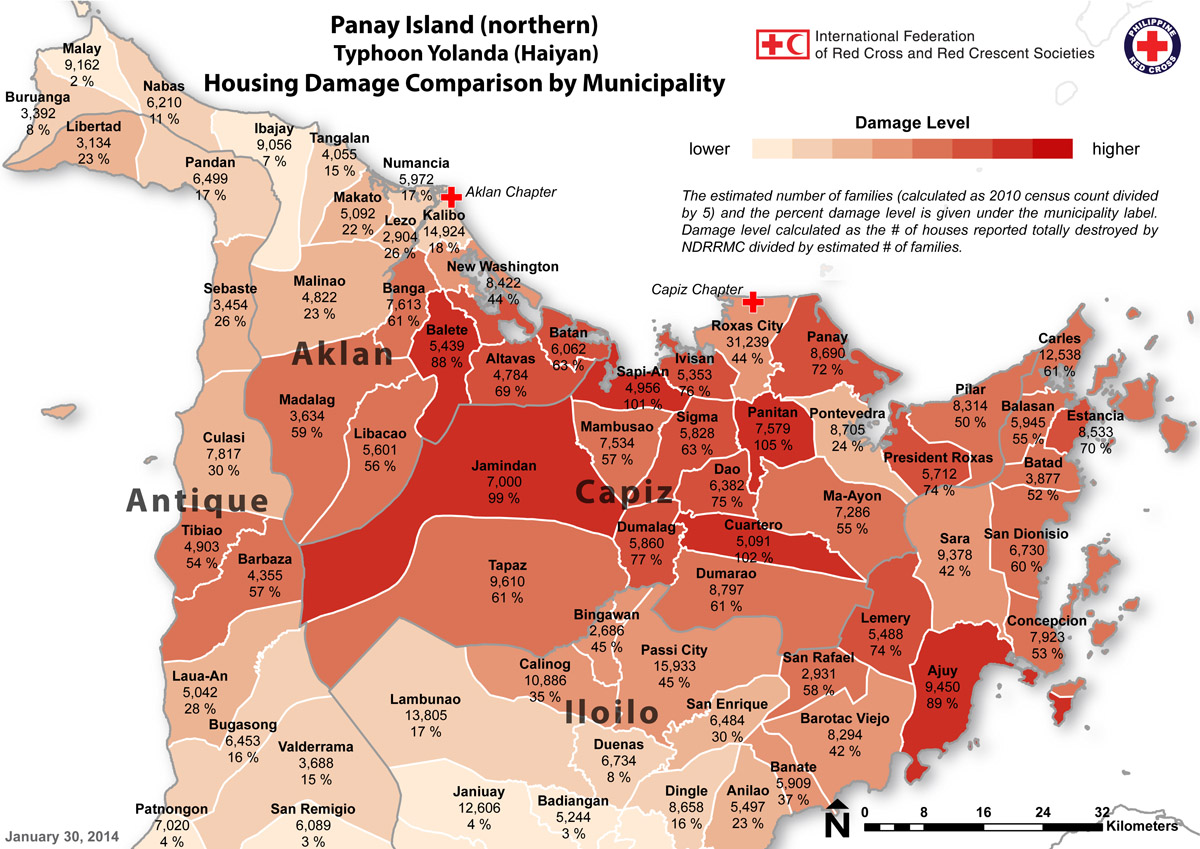 Panay Island (northern)
Typhoon Yolanda (Haiyan)
Housing Damage Comparison by Municipality
International Federation
of Red Cross and Red Crescent Societies
PHILIPPINE
RED CROSS
Damage Level
lower
higher
The estimated number of families (calculated as 2010 census count divided
by 5) and the percent damage level is given under the municipality label.
Damage level calculated as the # of houses reported totally destroyed by
NDRRMC divided by estimated # of families.
Malay
9,162
2 %
Nabas
6,210
11 %
Buruanga
3,392
8 %
Libertad
3,134
23 %
Pandan
6,499
17 %
Ibajay
9,056
7 %
Tangalan
4,055
15 %
Numancia
5,972
17 %
Aklan Chapter
Makato
5,092
22 %
Lezo
2,904
26 %
Kalibo
14,924
18 %
New Washington
8,422
44 %
Sebaste
3,454
26 %
Malinao
4,822
23 %
Banga
7,613
61 %
Balete
5,439
88 %
Aklan
Altavas
4,784
69 %
Batan
6,062
63 %
Capiz Chapter
Roxas City
31,239
44 %
Panay
8,690
72 %
Ivisan
5,353
76 %
Sapi-An
4,956
101 %
Carles
12,538
61 %
Pilar
8,314
50 %
Balasan
5,945
55 %
Estancia
8,533
70 %
Madalag
3,634
59 %
Libacao
5,601
56 %
Culasi
7,817
30 %
Antique
Jamindan
7,000
99 %
Mambusao
7,534
57 %
Sigma
5,828
63 %
Panitan
7,579
105 %
Pontevedra
8,705
24 %
President Roxas
5,712
74 %
Batad
3,877
52 %
Capiz
Dao
6,382
75 %
Ma-Ayon
7,286
55 %
Tibiao
4,903
54 %
Barbaza
4,355
57 %
Dumalag
5,860
77 %
Cuartero
5,091
102 %
Sara
9,378
42 %
San Dionisio
6,730
60 %
Tapaz
9,610
61 %
Dumarao
8,797
61 %
Bingawan
2,686
45 %
Lemery
5,488
74 %
Concepcion
7,923
53 %
Calinog
10,886
35 %
Passi City
15,933
45 %
San Rafael
2,931
58 %
Ajuy
9,450
89 %
Laua-An
5,042
28 %
Lambunao
13,805
17 %
Iloilo
San Enrique
6,484
30 %
Barotac Viejo
8,294
42 %
Bugasong
6,453
16 %
Valderrama
3,688
15 %
Duenas
6,734
8 %
Banate
5,909
37 %
Janiuay
12,606
4 %
Badiangan
5,244
3 %
Dingle
8,658
16 %
Anilao
5,497
23 %
Patnongon
7,020
4 %
San Remigio
6,089
3 %
January 30, 2014
N
0 8 16 24 32
Kilometers